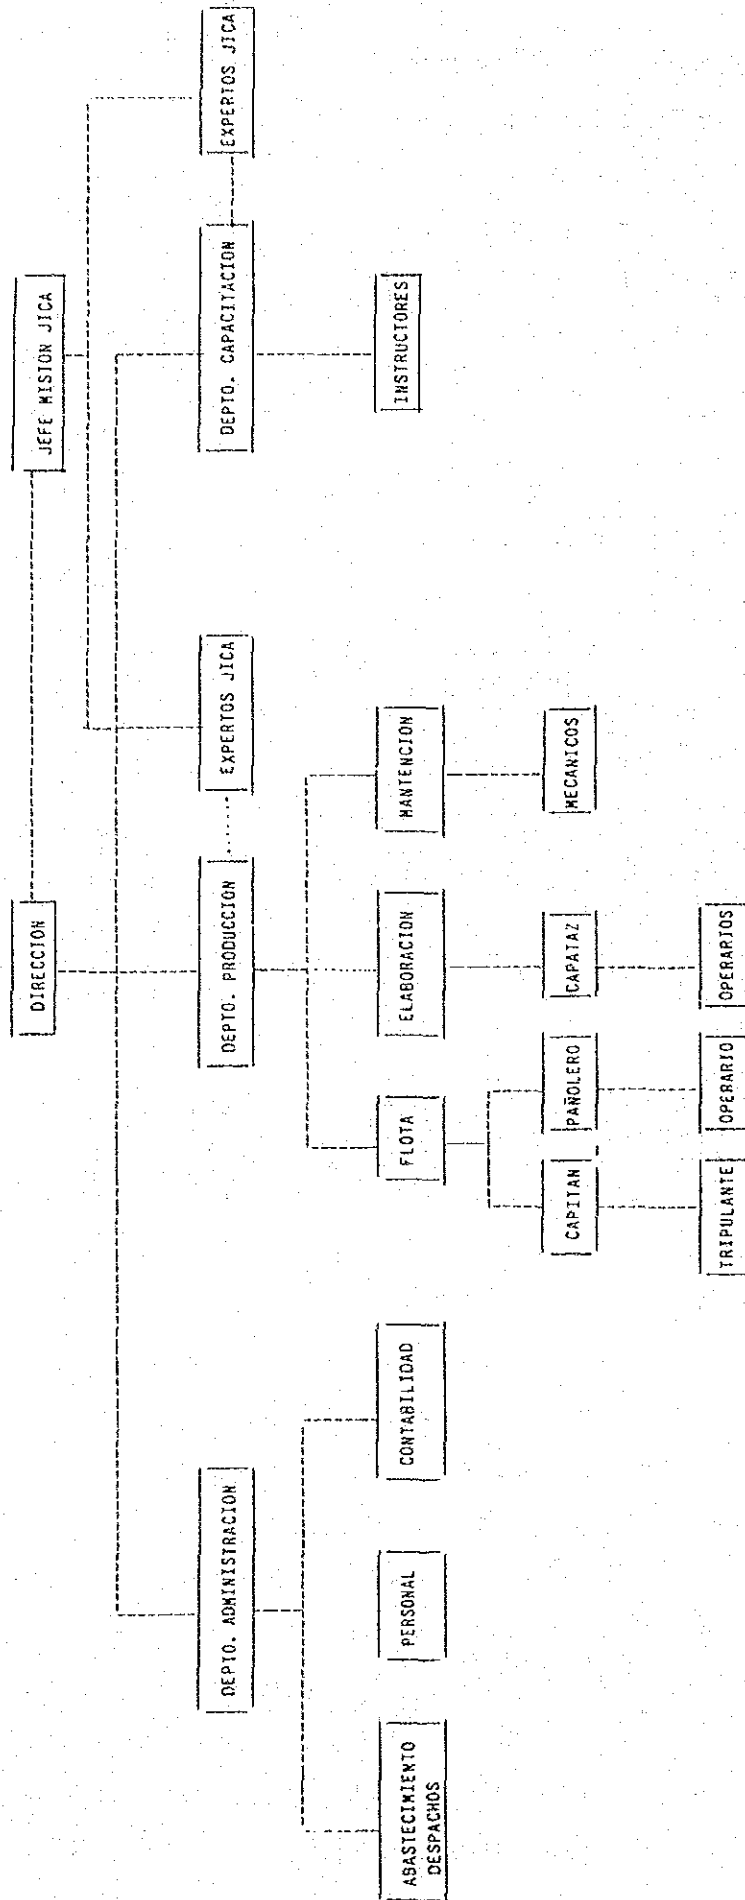 DIRECCION
JEFE MISION JICA
DEPTO. ADMINISTRACION
DEPTO. PRODUCCION
EXPERTOS JICA
DEPTO. CAPACITACION
EXPERTOS JICA
ABASTECIMIENTO
DESPACHOS
PERSONAL
CONTABILIDAD
FLOTA
ELABORACION
MANTENCION
INSTRUCTORES
CAPITAN
PAÑOLERO
CAPATAZ
MECANICOS
TRIPULANTE
OPERARIO
OPERARIOS